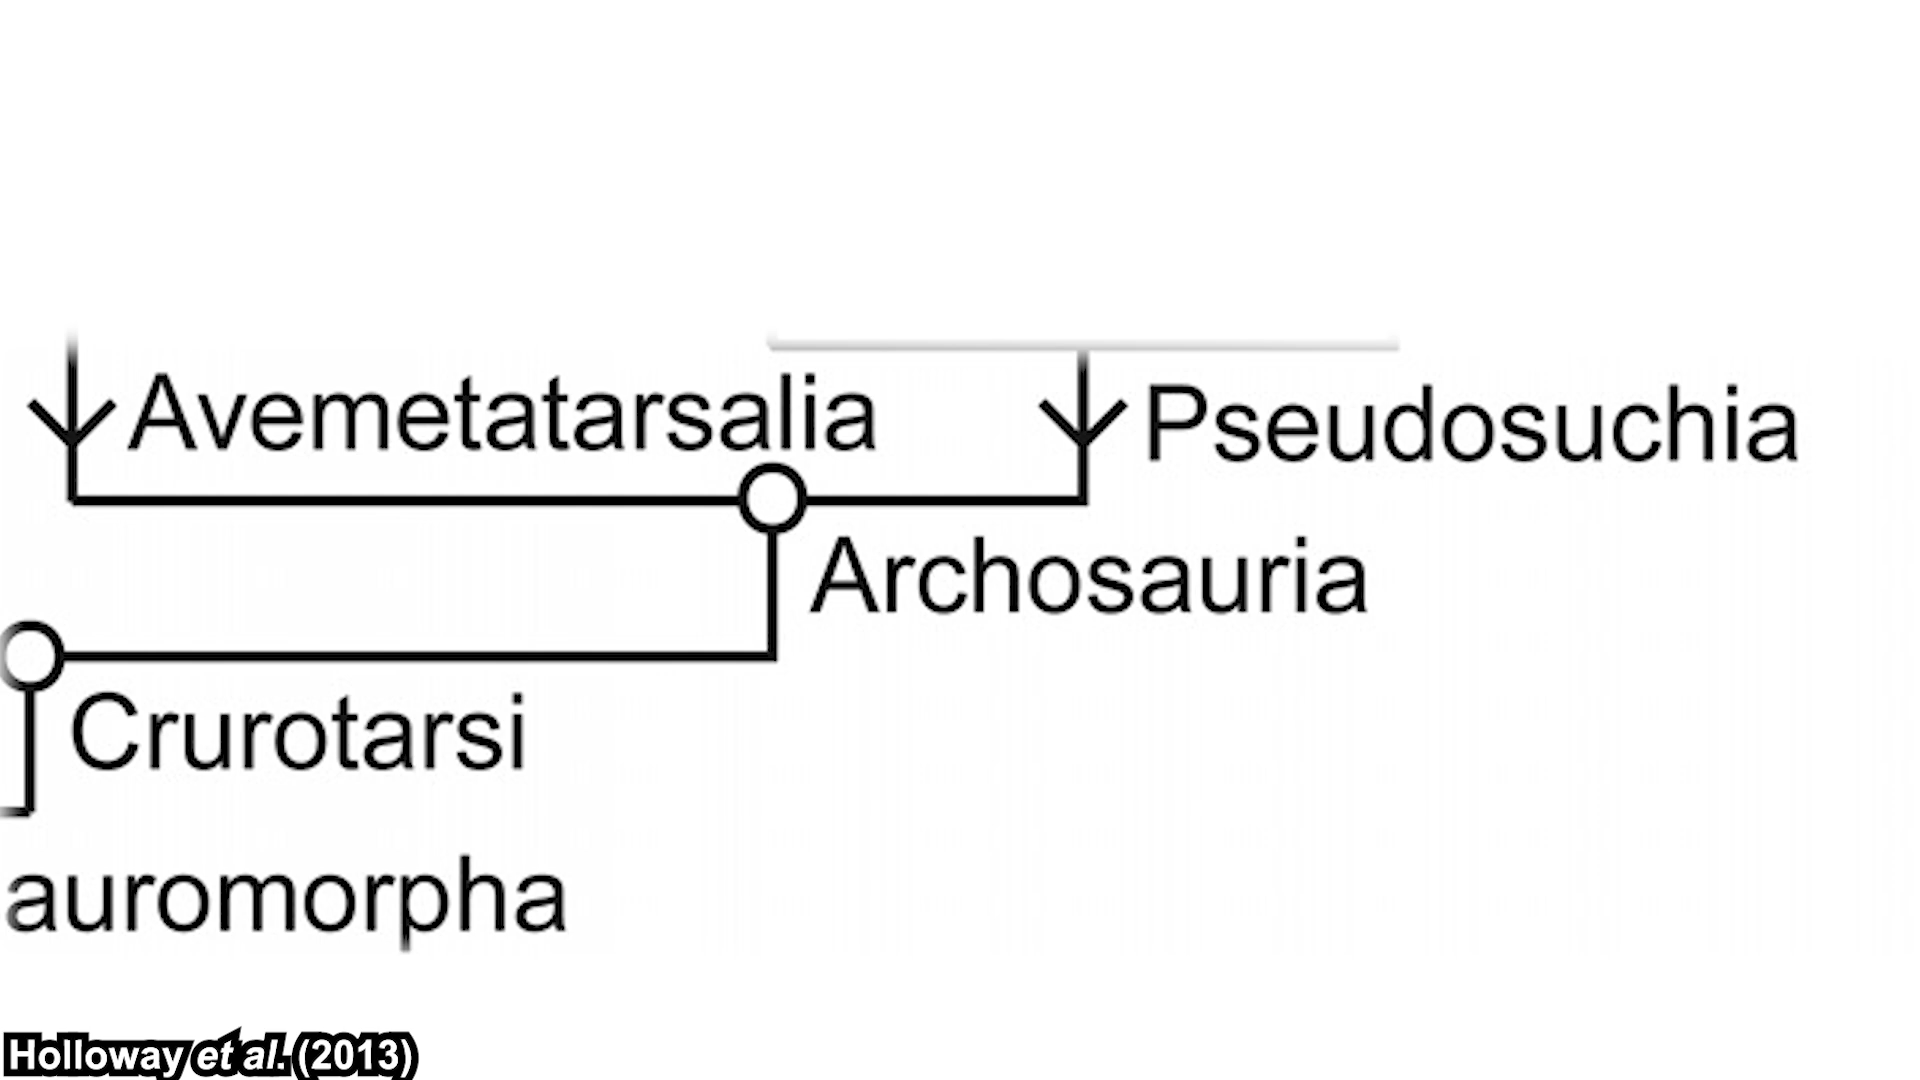 Avemetatarsalia
Pseudosuchia
Archosauria
Crurotarsi
auromorpha
Holloway et al. (2013)